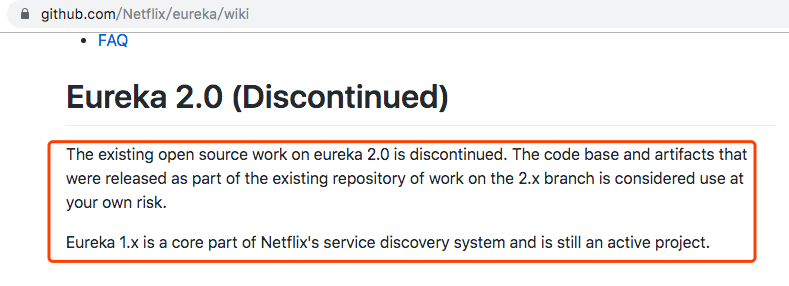 github.com/Netflix/eureka/wiki
FAQ
Eureka 2.0 (Discontinued)
The existing open source work on eureka 2.0 is discontinued. The code base and artifacts that
were released as part of the existing repository of work on the 2.x branch is considered use at
your own risk.
Eureka 1.x is a core part of Netflix's service discovery system and is still an active project.